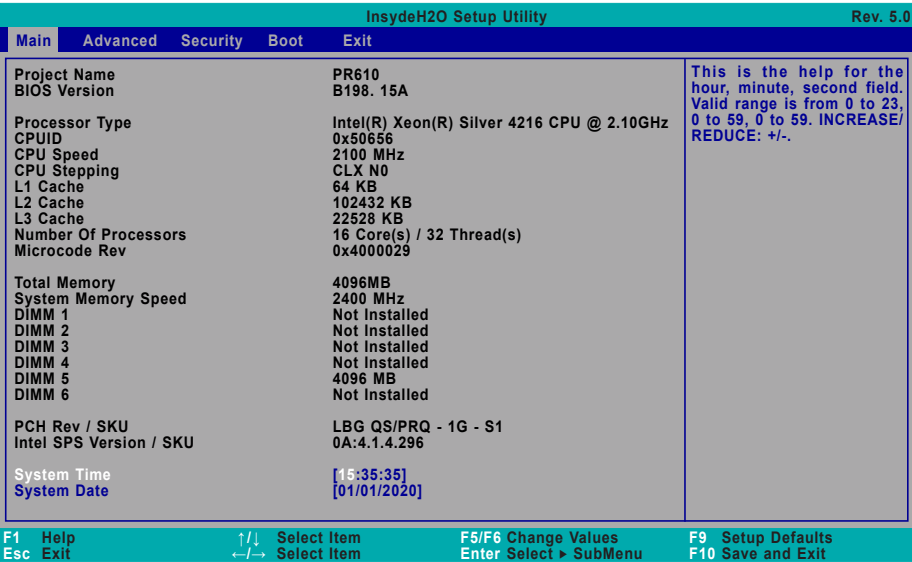 InsydeH2O Setup Utility Rev. 5.0
Main Advanced Security Boot Exit
Project Name PR610
BIOS Version B198. 15A
Processor Type Intel(R) Xeon(R) Silver 4216 CPU @ 2.10GHz
CPUID 0x50656
CPU Speed 2100 MHz
CPU Stepping CLX N0
L1 Cache 64 KB
L2 Cache 102432 KB
L3 Cache 22528 KB
Number Of Processors 16 Core(s) / 32 Thread(s)
Microcode Rev 0x4000029
Total Memory 4096MB
System Memory Speed 2400 MHz
DIMM 1 Not Installed
DIMM 2 Not Installed
DIMM 3 Not Installed
DIMM 4 Not Installed
DIMM 5 4096 MB
DIMM 6 Not Installed
PCH Rev / SKU LBG QS/PRQ - 1G - S1
Intel SPS Version / SKU 0A:4.1.4.296
System Time [15:35:35]
System Date [01/01/2020]
This is the help for the
hour, minute, second field.
Valid range is from 0 to 23,
0 to 59, 0 to 59. INCREASE/
REDUCE: +/-.
F1 Help ↑/↓ Select Item F5/F6 Change Values F9 Setup Defaults
Esc Exit ←/→ Select Item Enter Select ▸ SubMenu F10 Save and Exit